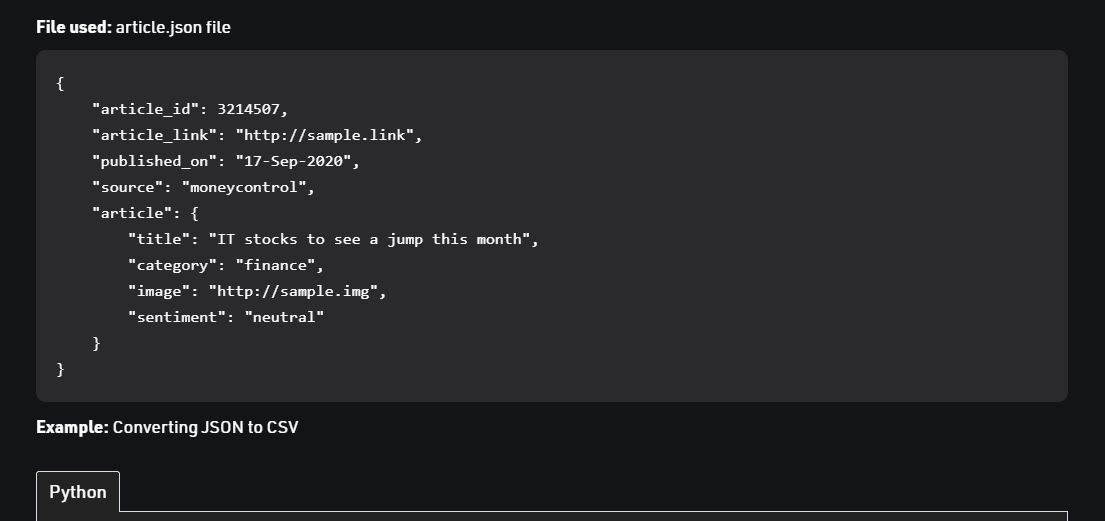 File used: article.json file
{
    "article_id": 3214507,
    "article_link": "http://sample.link",
    "published_on": "17-Sep-2020",
    "source": "moneycontrol",
    "article": {
        "title": "IT stocks to see a jump this month",
        "category": "finance",
        "image": "http://sample.img",
        "sentiment": "neutral"
    }
}
Example: Converting JSON to CSV
Python